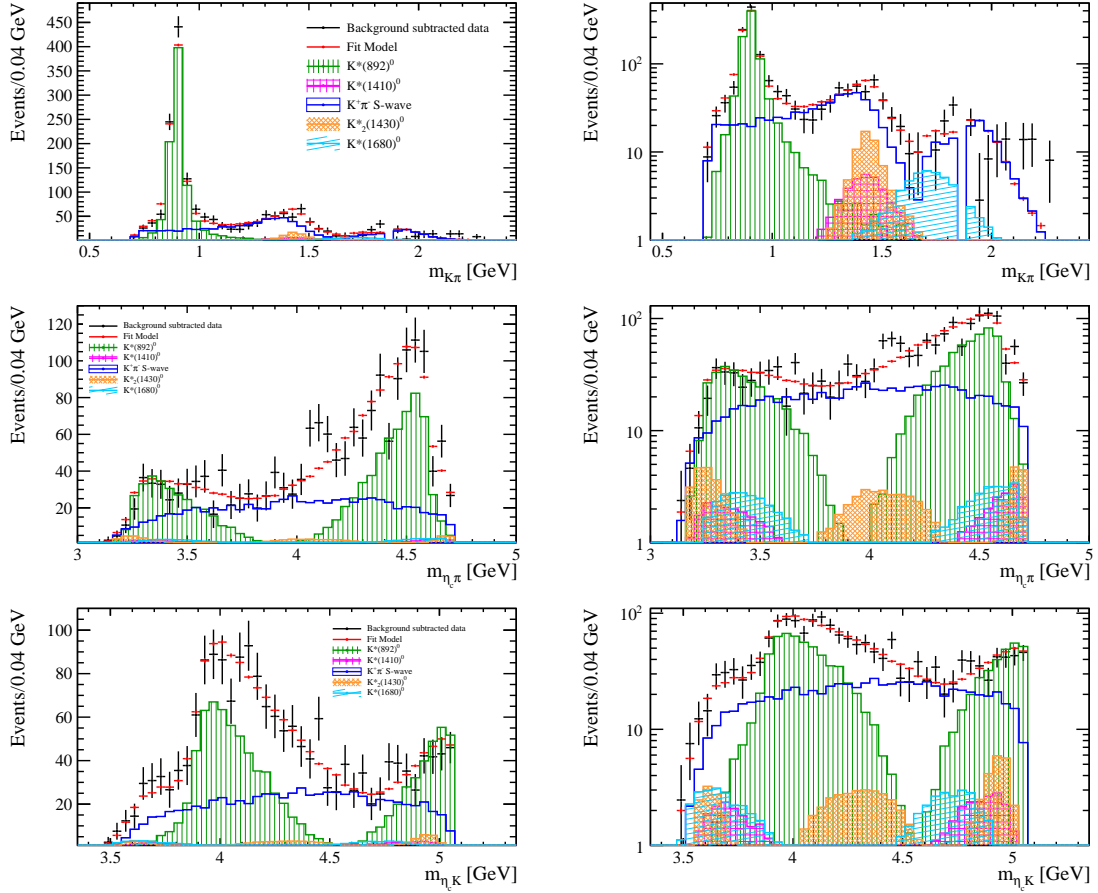 Events/0.04 GeV
450
400
350
300
250
200
150
100
50
Background subtracted data
Fit Model
K*(892)⁰
K*(1410)⁰
K⁺π⁻ S-wave
K*₂(1430)⁰
K*(1680)⁰
0.5 1 1.5 2
m_Kπ [GeV]
Events/0.04 GeV
10²
10
1
0.5 1 1.5 2
m_Kπ [GeV]
Events/0.04 GeV
120
100
80
60
40
20
Background subtracted data
Fit Model
K*(892)⁰
K*(1410)⁰
K⁺π⁻ S-wave
K*₂(1430)⁰
K*(1680)⁰
3 3.5 4 4.5 5
m_η_cπ [GeV]
Events/0.04 GeV
10²
10
1
3 3.5 4 4.5 5
m_η_cπ [GeV]
Events/0.04 GeV
100
80
60
40
20
Background subtracted data
Fit Model
K*(892)⁰
K*(1410)⁰
K⁺π⁻ S-wave
K*₂(1430)⁰
K*(1680)⁰
3.5 4 4.5 5
m_η_cK [GeV]
Events/0.04 GeV
10²
10
1
3.5 4 4.5 5
m_η_cK [GeV]